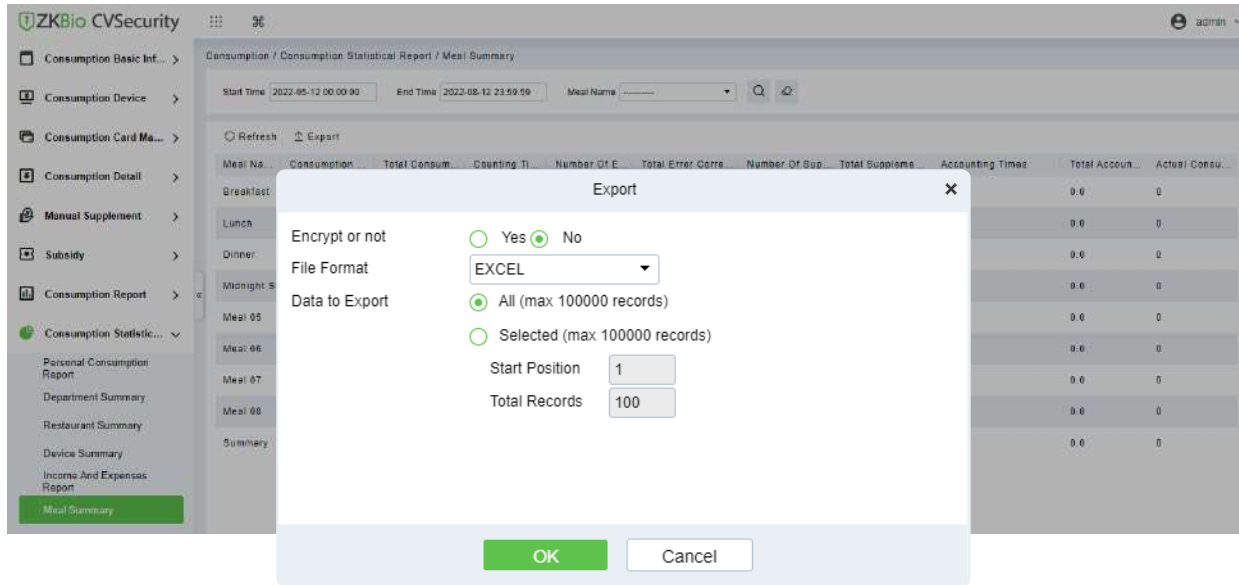 ZKBio CVSecurity
admin
Consumption Basic Inf...
Consumption Device
Consumption Card Ma...
Consumption Detail
Manual Supplement
Subsidy
Consumption Report
Consumption Statistic...
Personal Consumption
Report
Department Summary
Restaurant Summary
Device Summary
Income And Expenses
Report
Meal Summary
Consumption / Consumption Statistical Report / Meal Summary
Start Time 2022-05-12 00:00:00 End Time 2022-08-12 23:59:59 Meal Name ---------
Refresh Export
Meal Na... Consumption ... Total Consum... Counting Ti... Number Of E... Total Error Corre... Number Of Sup... Total Suppleme... Accounting Times Total Accoun... Actual Consu...
Breakfast 0.0 0
Lunch 0.0 0
Dinner 0.0 0
Midnight S 0.0 0
Meal 05 0.0 0
Meal 06 0.0 0
Meal 07 0.0 0
Meal 08 0.0 0
Summary 0.0 0
Export
Encrypt or not Yes No
File Format EXCEL
Data to Export All (max 100000 records)
Selected (max 100000 records)
Start Position 1
Total Records 100
OK Cancel